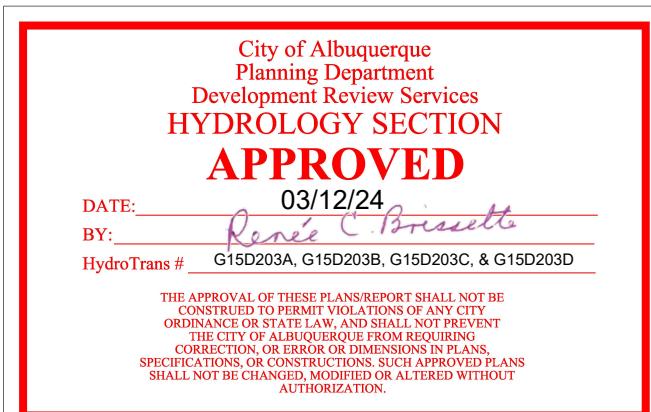 City of Albuquerque
Planning Department
Development Review Services
HYDROLOGY SECTION
APPROVED
DATE: 03/12/24
BY: Renée C. Brissette
HydroTrans # G15D203A, G15D203B, G15D203C, & G15D203D
THE APPROVAL OF THESE PLANS/REPORT SHALL NOT BE
CONSTRUED TO PERMIT VIOLATIONS OF ANY CITY
ORDINANCE OR STATE LAW, AND SHALL NOT PREVENT
THE CITY OF ALBUQUERQUE FROM REQUIRING
CORRECTION, OR ERROR OR DIMENSIONS IN PLANS,
SPECIFICATIONS, OR CONSTRUCTIONS. SUCH APPROVED PLANS
SHALL NOT BE CHANGED, MODIFIED OR ALTERED WITHOUT
AUTHORIZATION.